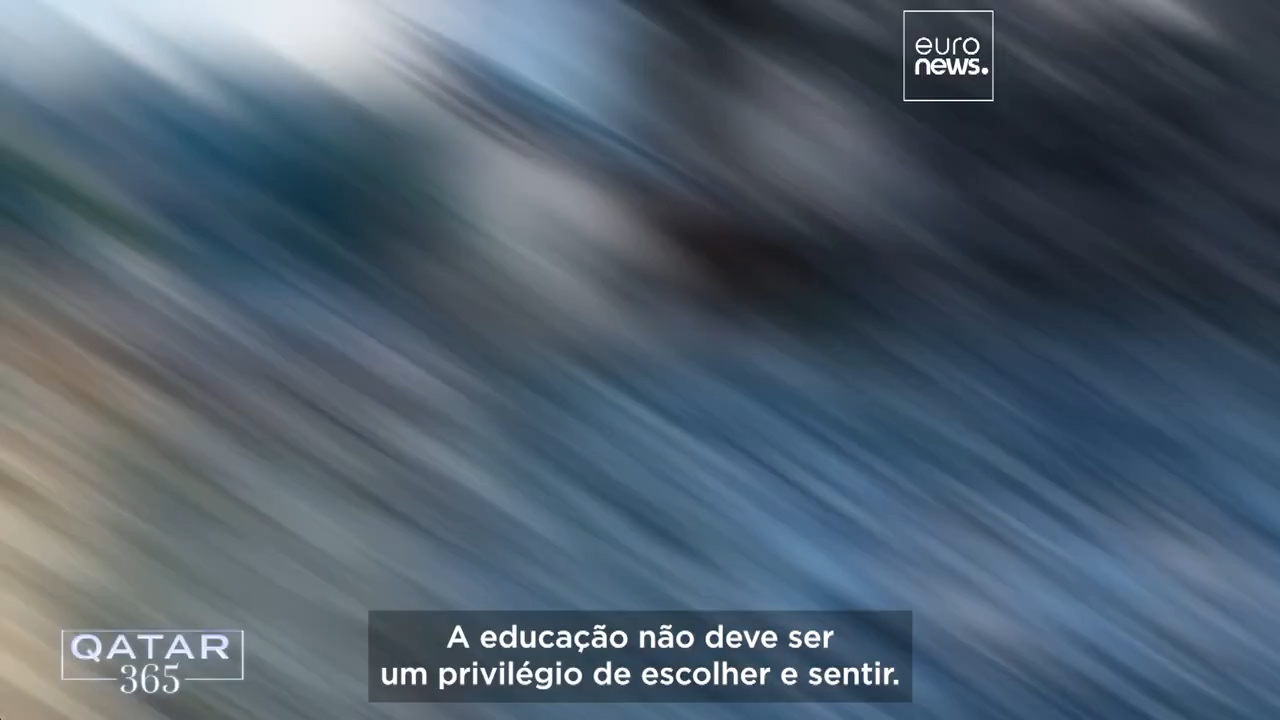 euro
news.
QATAR
365
A educação não deve ser
um privilégio de escolher e sentir.